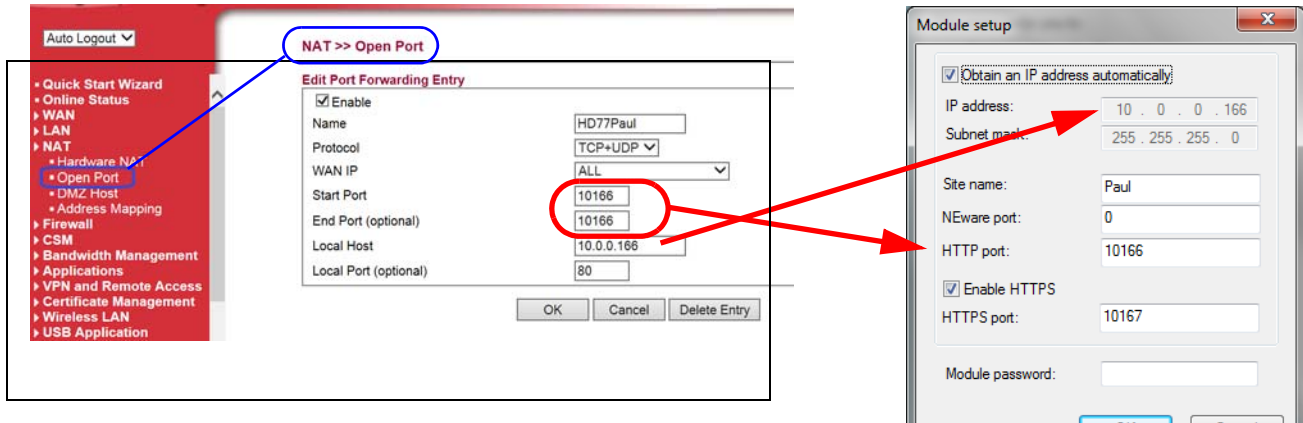 Auto Logout
Quick Start Wizard
Online Status
WAN
LAN
NAT
Hardware NAT
Open Port
DMZ Host
Address Mapping
Firewall
CSM
Bandwidth Management
Applications
VPN and Remote Access
Certificate Management
Wireless LAN
USB Application
NAT >> Open Port
Edit Port Forwarding Entry
Enable
Name HD77Paul
Protocol TCP+UDP
WAN IP ALL
Start Port 10166
End Port (optional) 10166
Local Host 10.0.0.166
Local Port (optional) 80
OK Cancel Delete Entry
Module setup
Obtain an IP address automatically
IP address: 10 . 0 . 0 . 166
Subnet mask: 255 . 255 . 255 . 0
Site name: Paul
NEware port: 0
HTTP port: 10166
Enable HTTPS
HTTPS port: 10167
Module password: